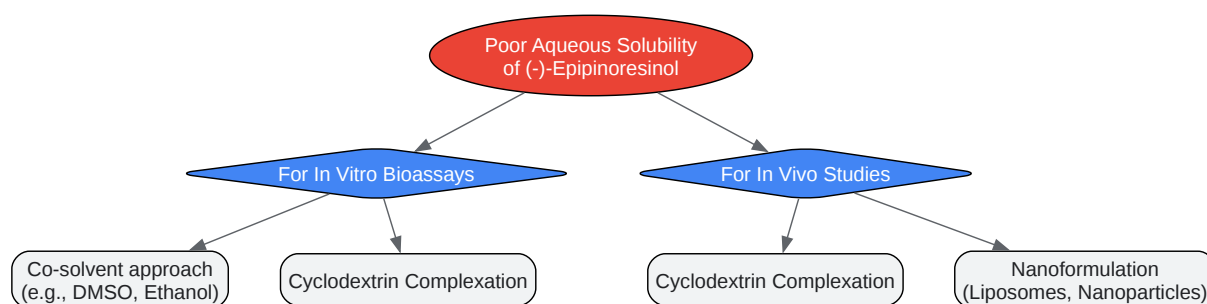 Poor Aqueous Solubility
of (-)-Epipinoresinol
For In Vitro Bioassays
For In Vivo Studies
Co-solvent approach
(e.g., DMSO, Ethanol)
Cyclodextrin Complexation
Cyclodextrin Complexation
Nanoformulation
(Liposomes, Nanoparticles)